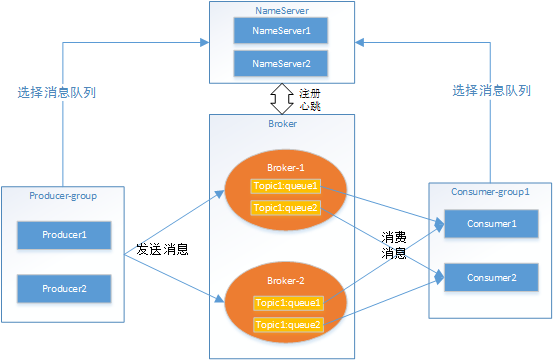 NameServer
NameServer1
NameServer2
选择消息队列
选择消息队列
注册
心跳
Broker
Broker-1
Topic1:queue1
Topic1:queue2
Producer-group
Producer1
Producer2
发送消息
消费
消息
Consumer-group1
Consumer1
Consumer2
Broker-2
Topic1:queue1
Topic1:queue2